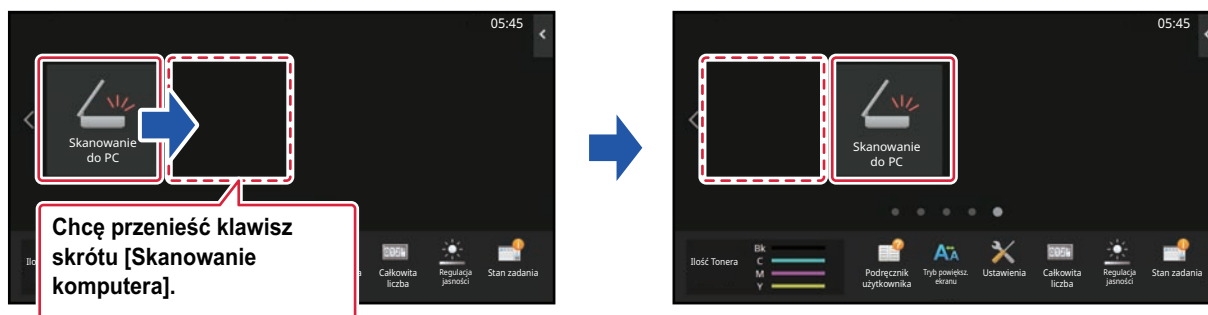 05:45
Skanowanie
do PC
Chcę przenieść klawisz
skrótu [Skanowanie
komputera].
Całkowita
liczba
Regulacja
jasności
Stan zadania
05:45
Skanowanie
do PC
Ilość Tonera
Bk
C
M
Y
Podręcznik
użytkownika
Tryb powiększ.
ekranu
Ustawienia
Całkowita
liczba
Regulacja
jasności
Stan zadania